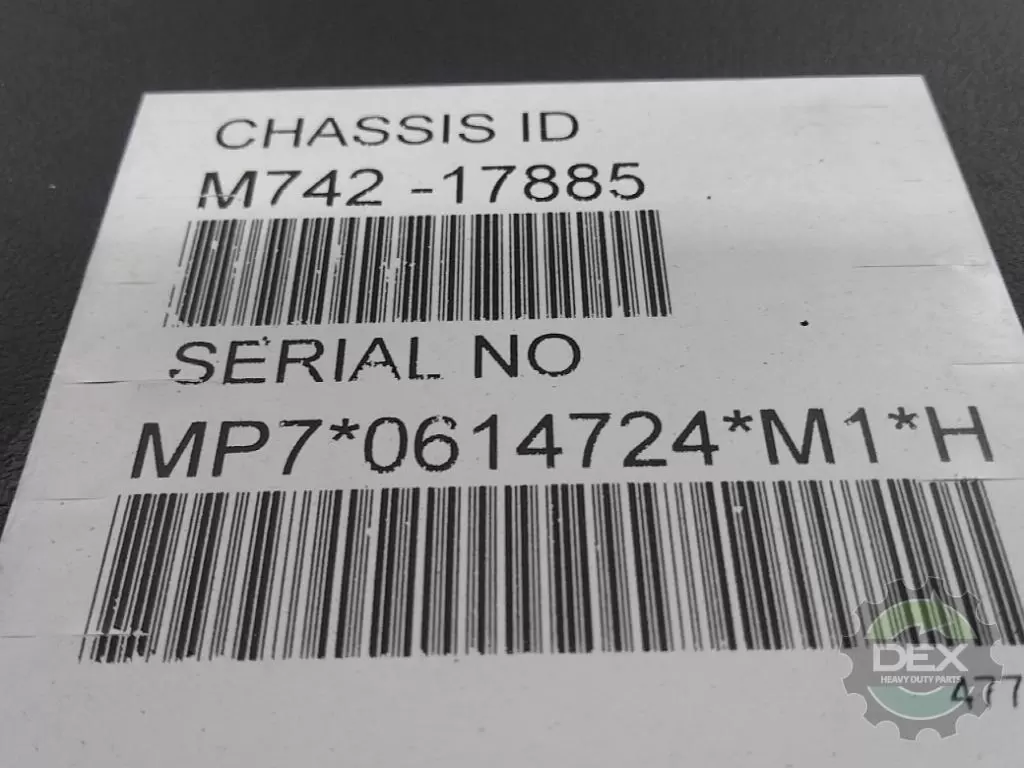 CHASSIS ID
M742 -17885
SERIAL NO
MP7*0614724*M1*H
DEX
HEAVY DUTY PARTS
477